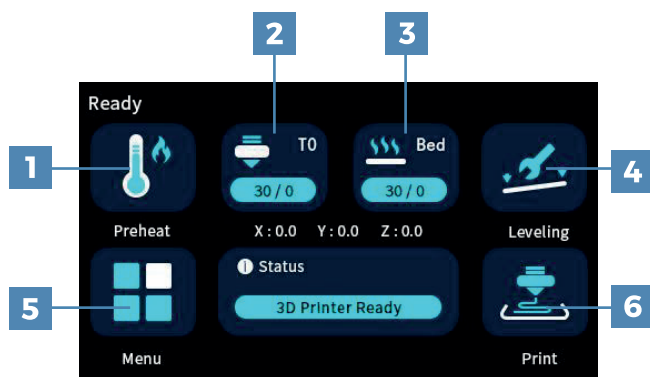 2
3
Ready
1
T0
30 / 0
Bed
30 / 0
4
Preheat
X : 0.0 Y : 0.0 Z : 0.0
Leveling
5
Status
3D Printer Ready
6
Menu
Print